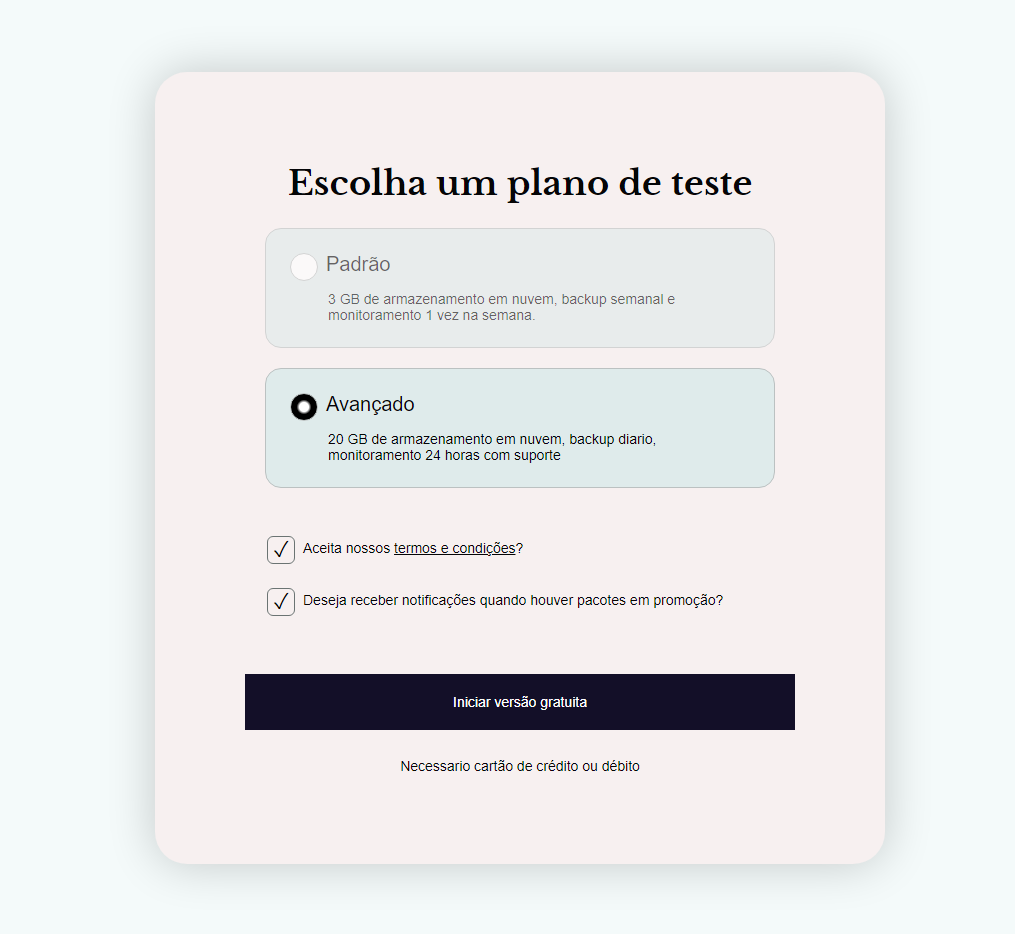 Escolha um plano de teste
Padrão
3 GB de armazenamento em nuvem, backup semanal e
monitoramento 1 vez na semana.
Avançado
20 GB de armazenamento em nuvem, backup diario,
monitoramento 24 horas com suporte
Aceita nossos termos e condições?
Deseja receber notificações quando houver pacotes em promoção?
Iniciar versão gratuita
Necessario cartão de crédito ou débito